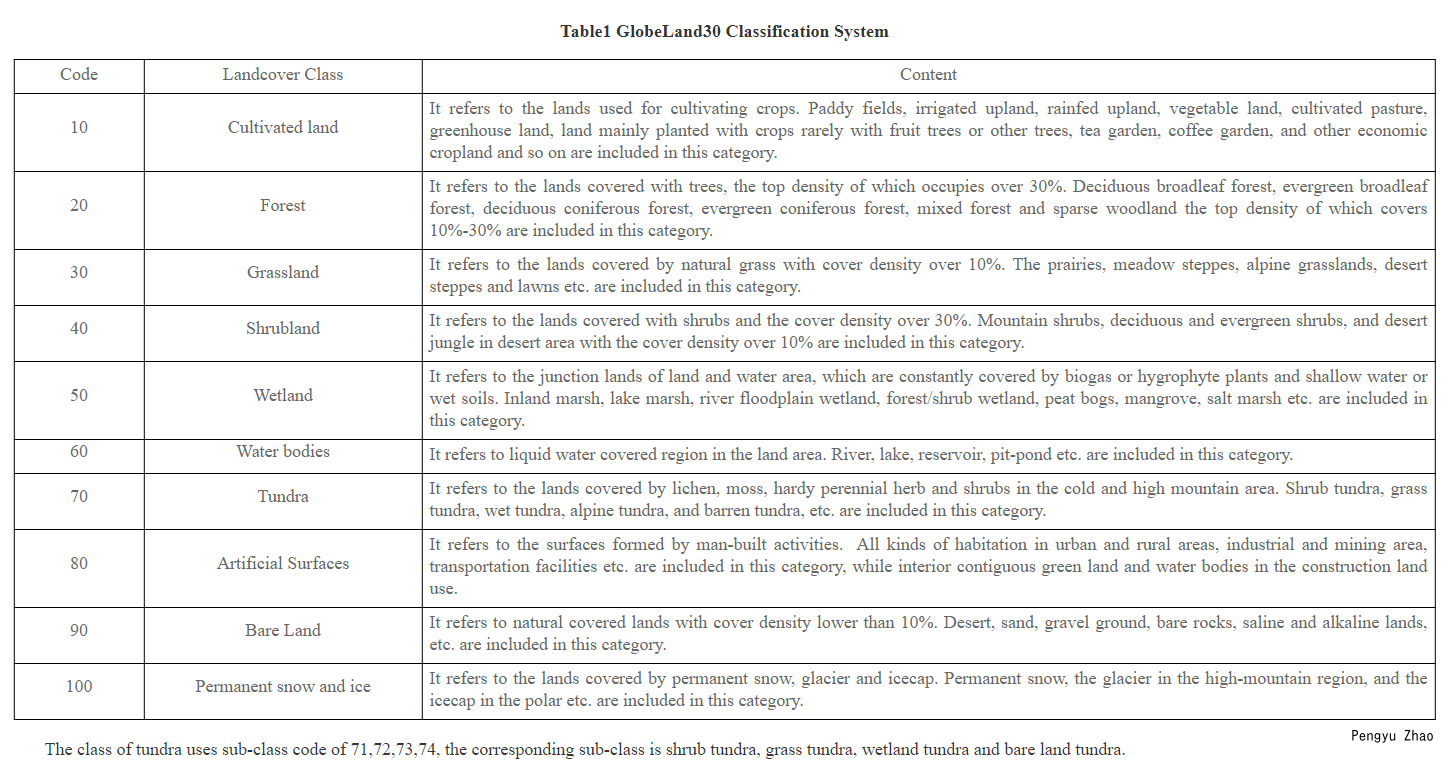 Table1 GlobeLand30 Classification System
Code Landcover Class Content
10 Cultivated land
It refers to the lands used for cultivating crops. Paddy fields, irrigated upland, rainfed upland, vegetable land, cultivated pasture,
greenhouse land, land mainly planted with crops rarely with fruit trees or other trees, tea garden, coffee garden, and other economic
cropland and so on are included in this category.
20 Forest
It refers to the lands covered with trees, the top density of which occupies over 30%. Deciduous broadleaf forest, evergreen broadleaf
forest, deciduous coniferous forest, evergreen coniferous forest, mixed forest and sparse woodland the top density of which covers
10%-30% are included in this category.
30 Grassland
It refers to the lands covered by natural grass with cover density over 10%. The prairies, meadow steppes, alpine grasslands, desert
steppes and lawns etc. are included in this category.
40 Shrubland
It refers to the lands covered with shrubs and the cover density over 30%. Mountain shrubs, deciduous and evergreen shrubs, and desert
jungle in desert area with the cover density over 10% are included in this category.
50 Wetland
It refers to the junction lands of land and water area, which are constantly covered by biogas or hygrophyte plants and shallow water or
wet soils. Inland marsh, lake marsh, river floodplain wetland, forest/shrub wetland, peat bogs, mangrove, salt marsh etc. are included in
this category.
60 Water bodies
It refers to liquid water covered region in the land area. River, lake, reservoir, pit-pond etc. are included in this category.
70 Tundra
It refers to the lands covered by lichen, moss, hardy perennial herb and shrubs in the cold and high mountain area. Shrub tundra, grass
tundra, wet tundra, alpine tundra, and barren tundra, etc. are included in this category.
80 Artificial Surfaces
It refers to the surfaces formed by man-built activities. All kinds of habitation in urban and rural areas, industrial and mining area,
transportation facilities etc. are included in this category, while interior contiguous green land and water bodies in the construction land
use.
90 Bare Land
It refers to natural covered lands with cover density lower than 10%. Desert, sand, gravel ground, bare rocks, saline and alkaline lands,
etc. are included in this category.
100 Permanent snow and ice
It refers to the lands covered by permanent snow, glacier and icecap. Permanent snow, the glacier in the high-mountain region, and the
icecap in the polar etc. are included in this category.
Pengyu Zhao
The class of tundra uses sub-class code of 71,72,73,74, the corresponding sub-class is shrub tundra, grass tundra, wetland tundra and bare land tundra.